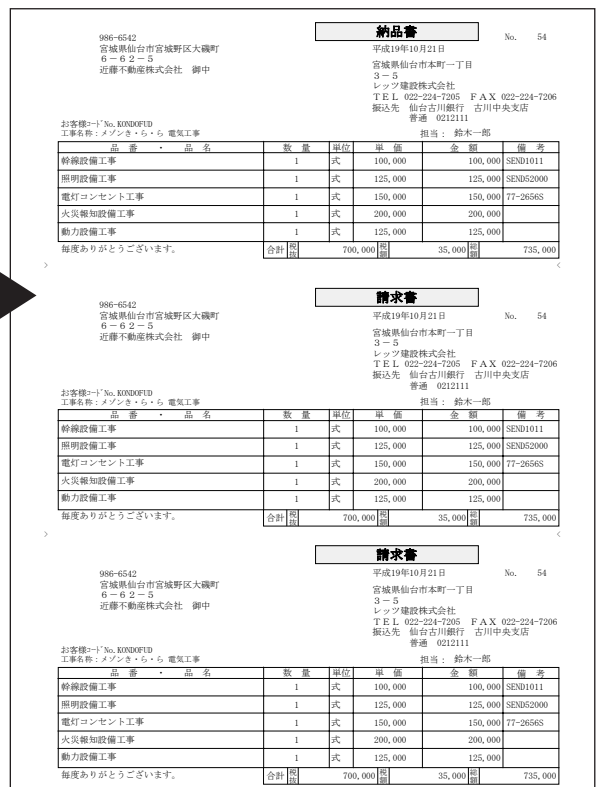 納品書
986-6542
宮城県仙台市宮城野区大磯町
６－６２－５
近藤不動産株式会社　御中
平成19年10月21日　No.　54
宮城県仙台市本町一丁目
３－５
レッツ建設株式会社
ＴＥＬ 022-224-7205　ＦＡＸ 022-224-7206
振込先　仙台古川銀行　古川中央支店
普通　0212111
お客様ｺｰﾄﾞNo.KONDOFUD
工事名称：メゾンき・ら・ら 電気工事
担当：　鈴木一郎
品　番　・　品　名　数　量　単位　単　価　金　額　備　考
幹線設備工事　1　式　100,000　100,000　SEND1011
照明設備工事　1　式　125,000　125,000　SEND52000
電灯コンセント工事　1　式　150,000　150,000　77-2656S
火災報知設備工事　1　式　200,000　200,000
動力設備工事　1　式　125,000　125,000
毎度ありがとうございます。　合計　税抜　700,000　税額　35,000　総額　735,000
請求書
986-6542
宮城県仙台市宮城野区大磯町
６－６２－５
近藤不動産株式会社　御中
平成19年10月21日　No.　54
宮城県仙台市本町一丁目
３－５
レッツ建設株式会社
ＴＥＬ 022-224-7205　ＦＡＸ 022-224-7206
振込先　仙台古川銀行　古川中央支店
普通　0212111
お客様ｺｰﾄﾞNo.KONDOFUD
工事名称：メゾンき・ら・ら 電気工事
担当：　鈴木一郎
品　番　・　品　名　数　量　単位　単　価　金　額　備　考
幹線設備工事　1　式　100,000　100,000　SEND1011
照明設備工事　1　式　125,000　125,000　SEND52000
電灯コンセント工事　1　式　150,000　150,000　77-2656S
火災報知設備工事　1　式　200,000　200,000
動力設備工事　1　式　125,000　125,000
毎度ありがとうございます。　合計　税抜　700,000　税額　35,000　総額　735,000
請求書
986-6542
宮城県仙台市宮城野区大磯町
６－６２－５
近藤不動産株式会社　御中
平成19年10月21日　No.　54
宮城県仙台市本町一丁目
３－５
レッツ建設株式会社
ＴＥＬ 022-224-7205　ＦＡＸ 022-224-7206
振込先　仙台古川銀行　古川中央支店
普通　0212111
お客様ｺｰﾄﾞNo.KONDOFUD
工事名称：メゾンき・ら・ら 電気工事
担当：　鈴木一郎
品　番　・　品　名　数　量　単位　単　価　金　額　備　考
幹線設備工事　1　式　100,000　100,000　SEND1011
照明設備工事　1　式　125,000　125,000　SEND52000
電灯コンセント工事　1　式　150,000　150,000　77-2656S
火災報知設備工事　1　式　200,000　200,000
動力設備工事　1　式　125,000　125,000
毎度ありがとうございます。　合計　税抜　700,000　税額　35,000　総額　735,000